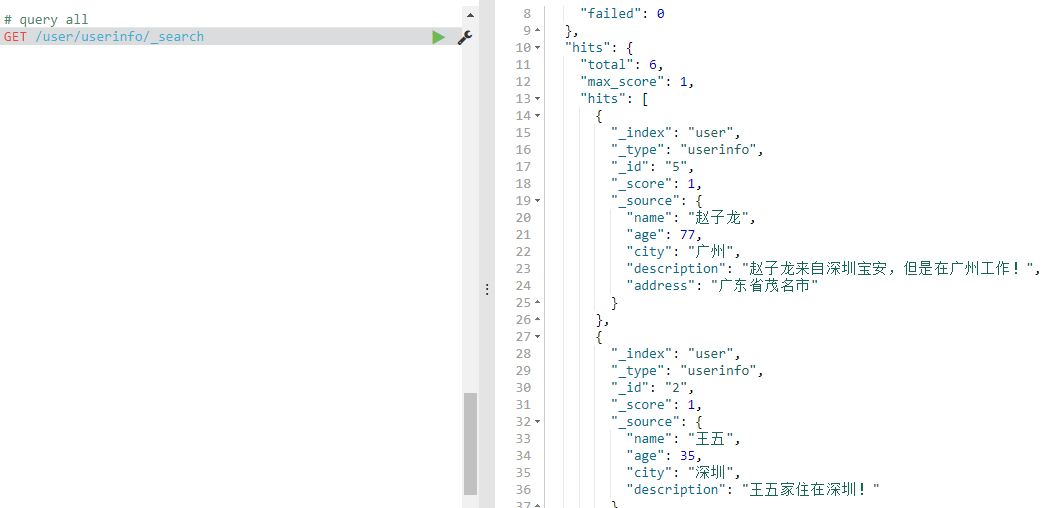 # query all
GET /user/userinfo/_search
8 "failed": 0
9 },
10 "hits": {
11 "total": 6,
12 "max_score": 1,
13 "hits": [
14 {
15 "_index": "user",
16 "_type": "userinfo",
17 "_id": "5",
18 "_score": 1,
19 "_source": {
20 "name": "赵子龙",
21 "age": 77,
22 "city": "广州",
23 "description": "赵子龙来自深圳宝安，但是在广州工作！",
24 "address": "广东省茂名市"
25 }
26 },
27 {
28 "_index": "user",
29 "_type": "userinfo",
30 "_id": "2",
31 "_score": 1,
32 "_source": {
33 "name": "王五",
34 "age": 35,
35 "city": "深圳",
36 "description": "王五家住在深圳！"
37 }